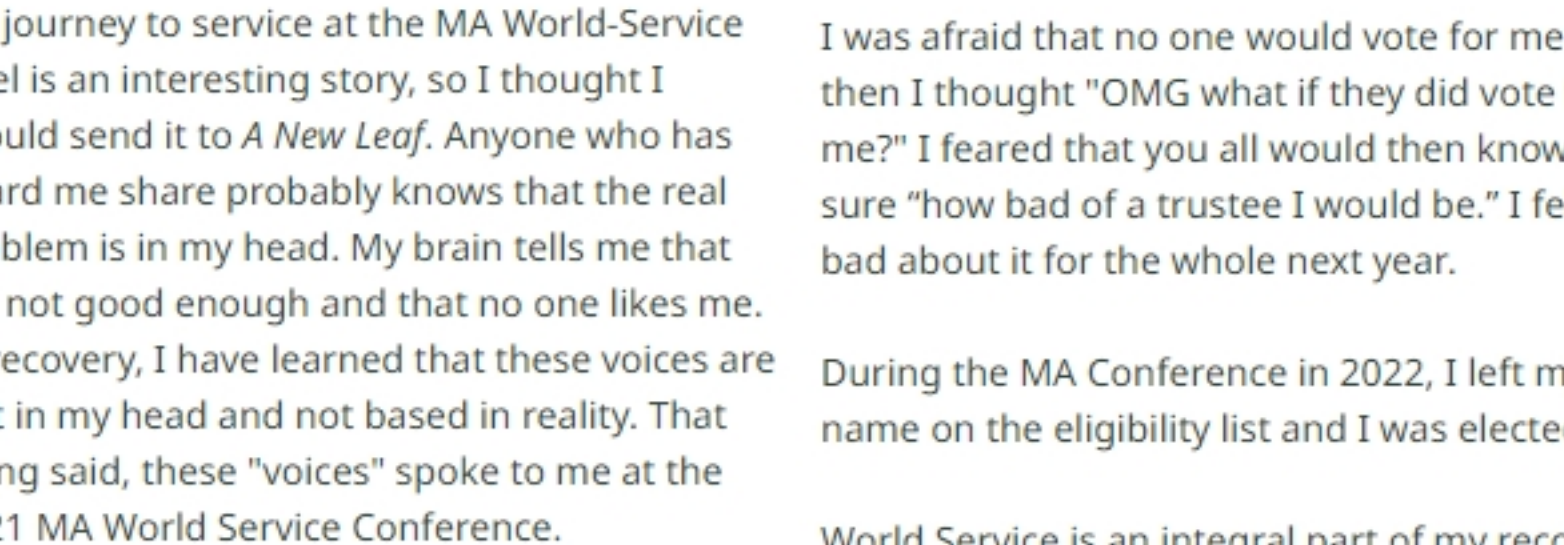 journey to service at the MA World-Service
el is an interesting story, so I thought I
ould send it to A New Leaf. Anyone who has
ard me share probably knows that the real
blem is in my head. My brain tells me that
not good enough and that no one likes me.
recovery, I have learned that these voices are
t in my head and not based in reality. That
ng said, these "voices" spoke to me at the
21 MA World Service Conference.
I was afraid that no one would vote for me
then I thought "OMG what if they did vote
me?" I feared that you all would then know
sure “how bad of a trustee I would be.” I fe
bad about it for the whole next year.
During the MA Conference in 2022, I left m
name on the eligibility list and I was electe
World Service is an integral part of my reco